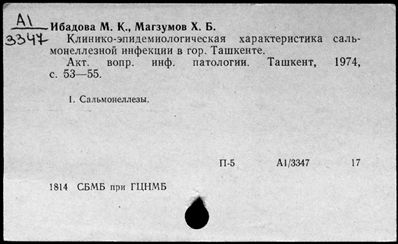 А1
3347
Ибадова М. К., Магзумов Х. Б.
Клинико-эпидемиологическая характеристика саль-
монеллезной инфекции в гор. Ташкенте.
Акт. вопр. инф. патологии. Ташкент, 1974,
с. 53—55.
1. Сальмонеллезы.
П-5 А1/3347 17
1814 СБМБ при ГЦНМБ